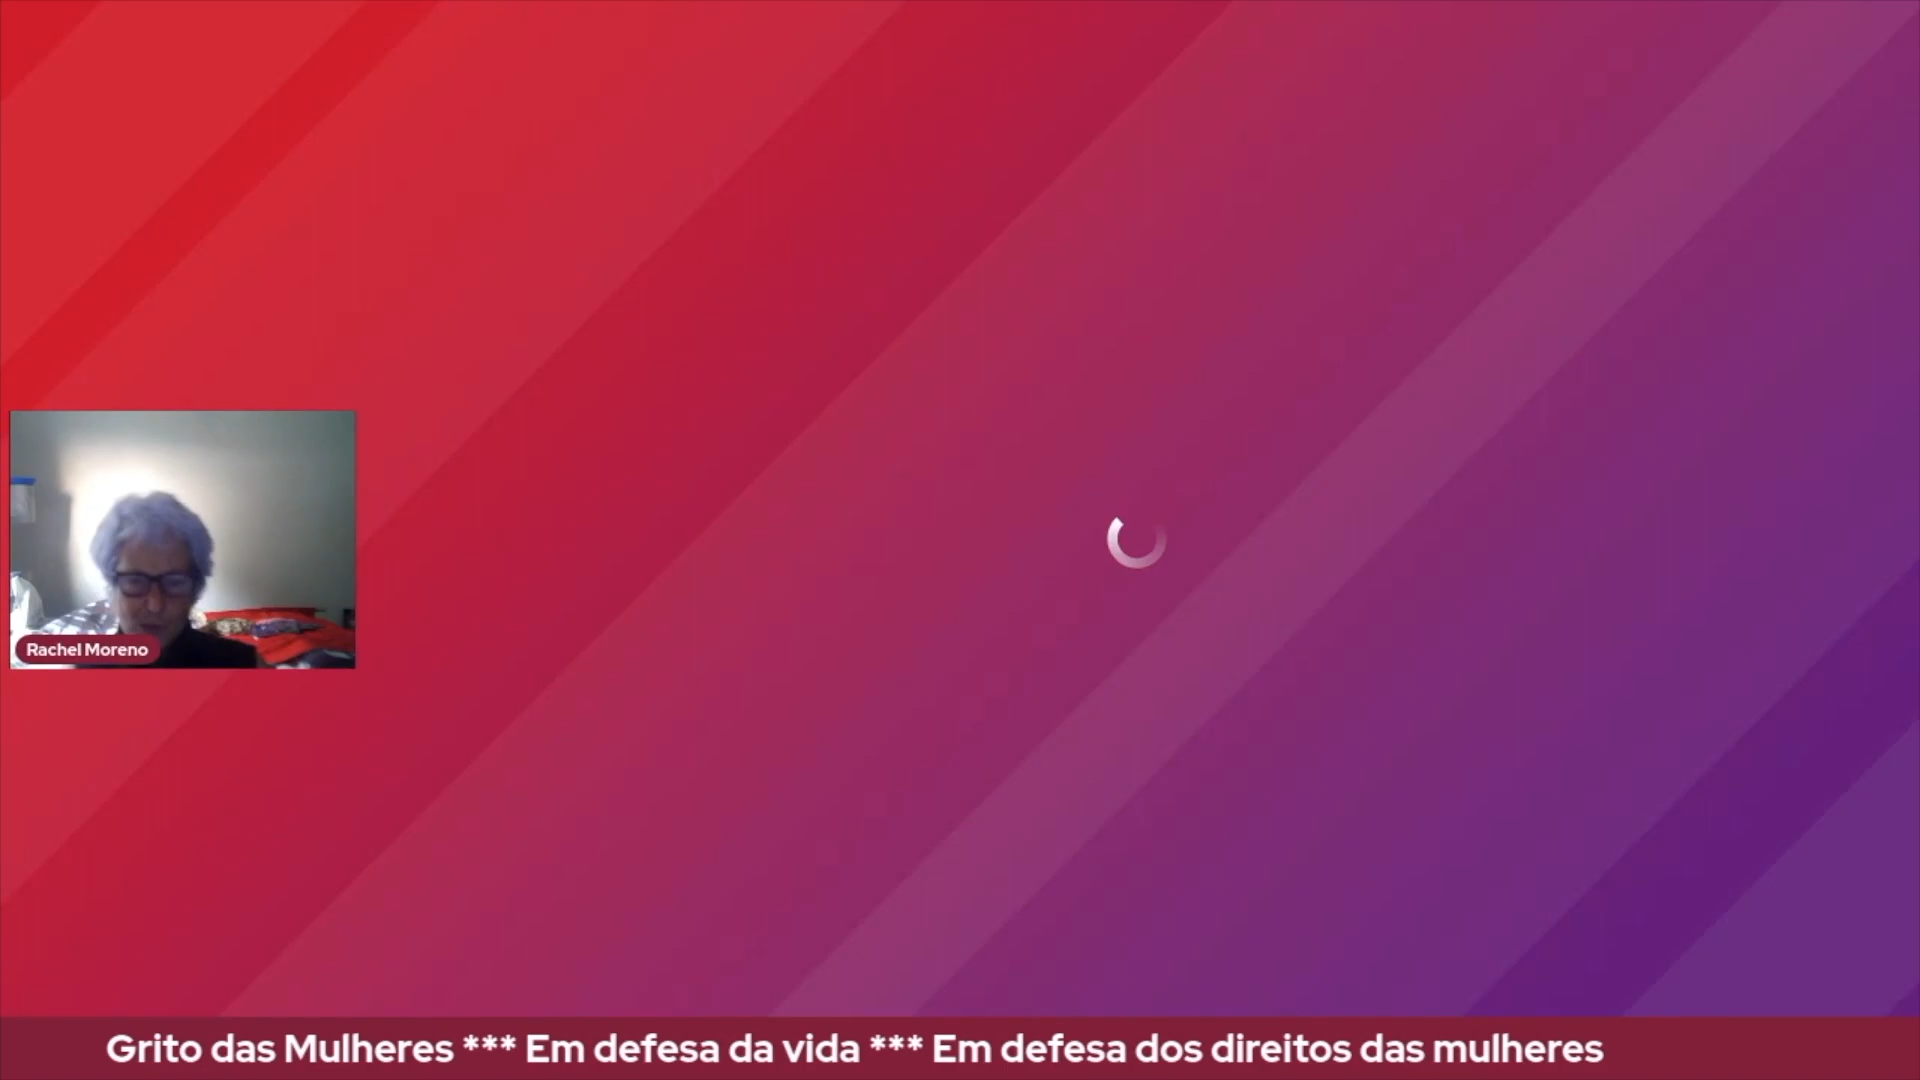 Rachel Moreno
Grito das Mulheres *** Em defesa da vida *** Em defesa dos direitos das mulheres